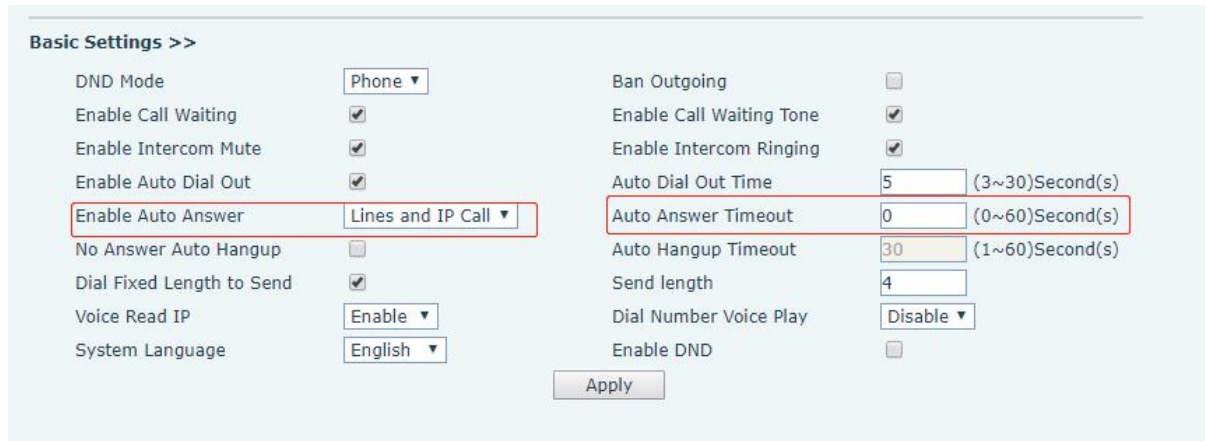 Basic Settings >>
DND Mode Phone ▼ Ban Outgoing
Enable Call Waiting Enable Call Waiting Tone
Enable Intercom Mute Enable Intercom Ringing
Enable Auto Dial Out Auto Dial Out Time 5 (3~30)Second(s)
Enable Auto Answer Lines and IP Call ▼ Auto Answer Timeout 0 (0~60)Second(s)
No Answer Auto Hangup Auto Hangup Timeout 30 (1~60)Second(s)
Dial Fixed Length to Send Send length 4
Voice Read IP Enable ▼ Dial Number Voice Play Disable ▼
System Language English ▼ Enable DND
Apply